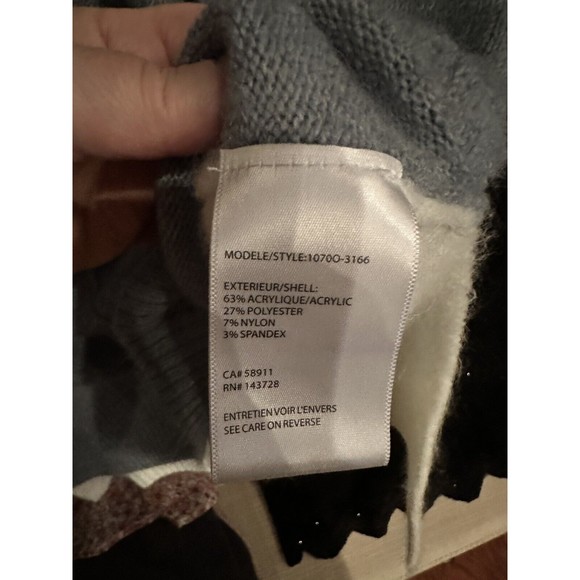 MODELE/STYLE:1070O-3166
EXTERIEUR/SHELL:
63% ACRYLIQUE/ACRYLIC
27% POLYESTER
7% NYLON
3% SPANDEX
CA# 58911
RN# 143728
ENTRETIEN VOIR L'ENVERS
SEE CARE ON REVERSE